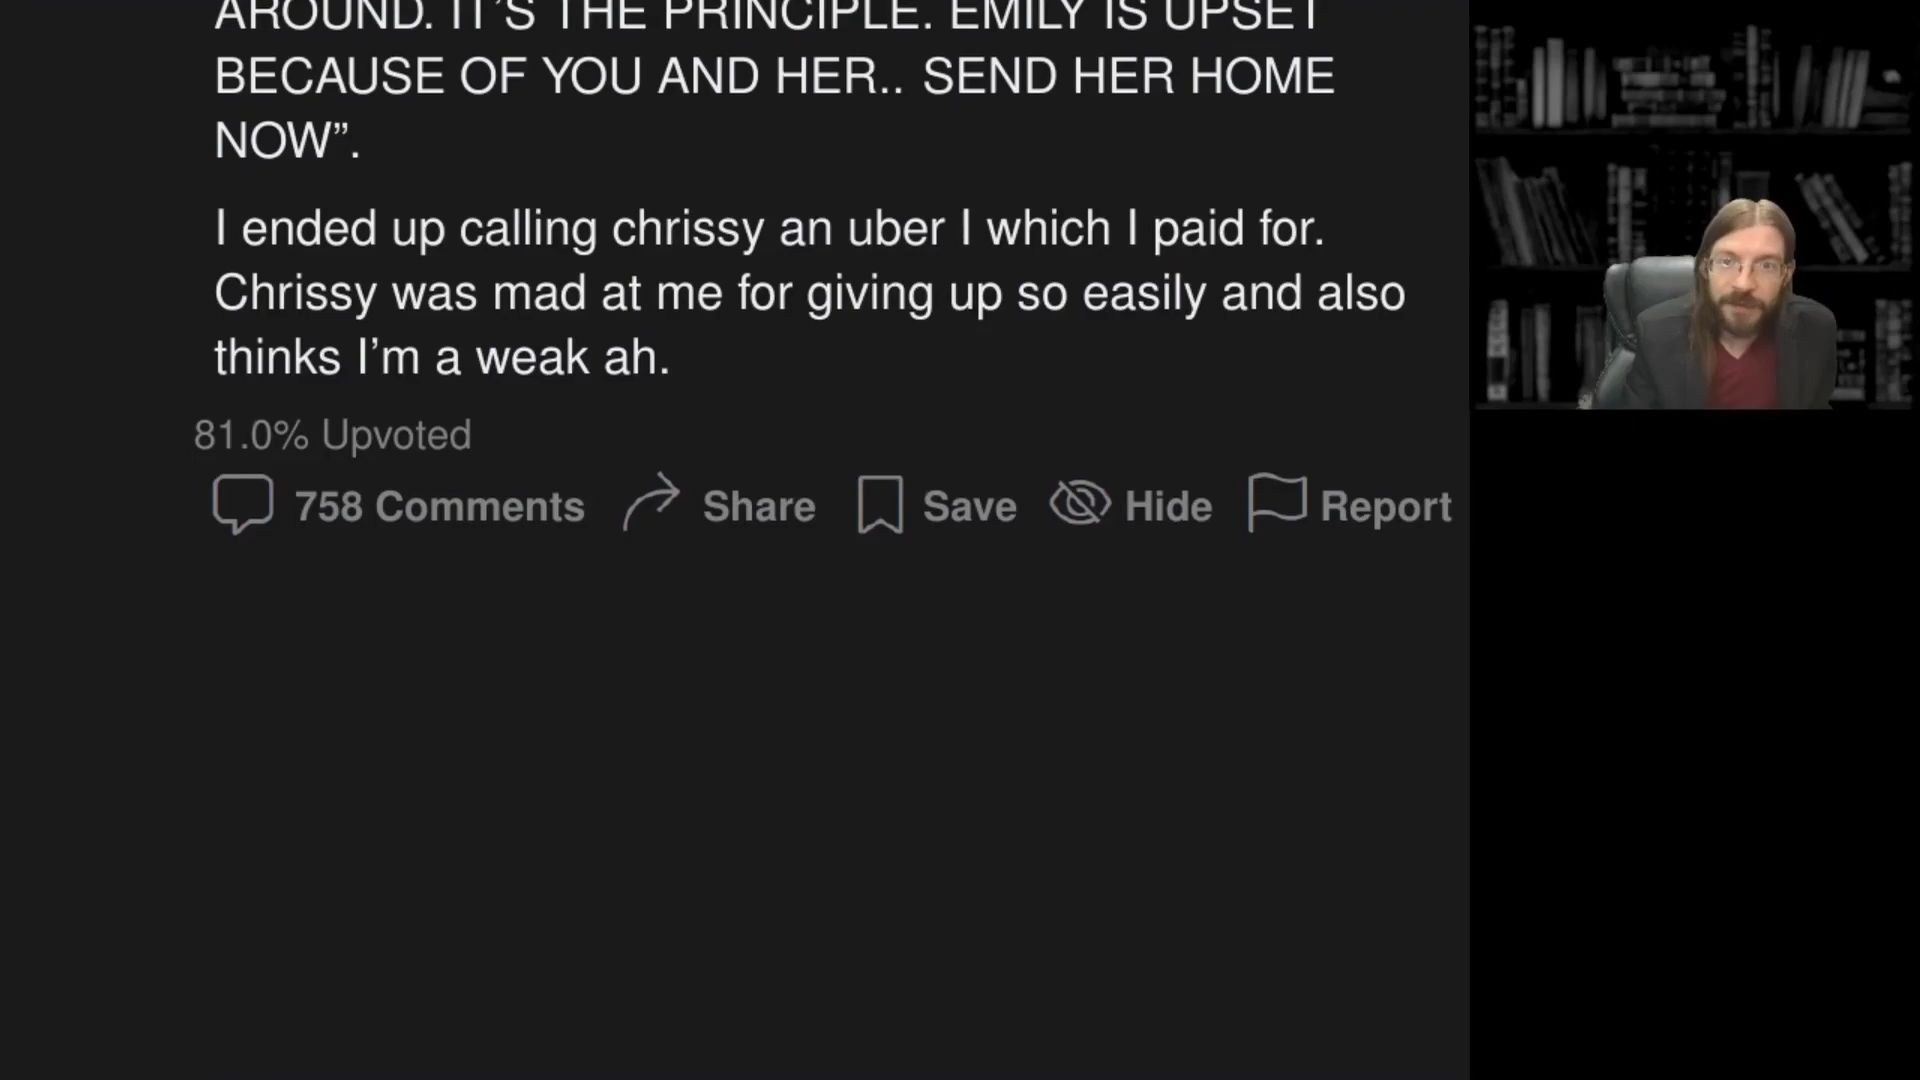 AROUND. IT'S THE PRINCIPLE. EMILY IS UPSET
BECAUSE OF YOU AND HER.. SEND HER HOME
NOW”.
I ended up calling chrissy an uber I which I paid for.
Chrissy was mad at me for giving up so easily and also
thinks I’m a weak ah.
81.0% Upvoted
758 Comments Share Save Hide Report